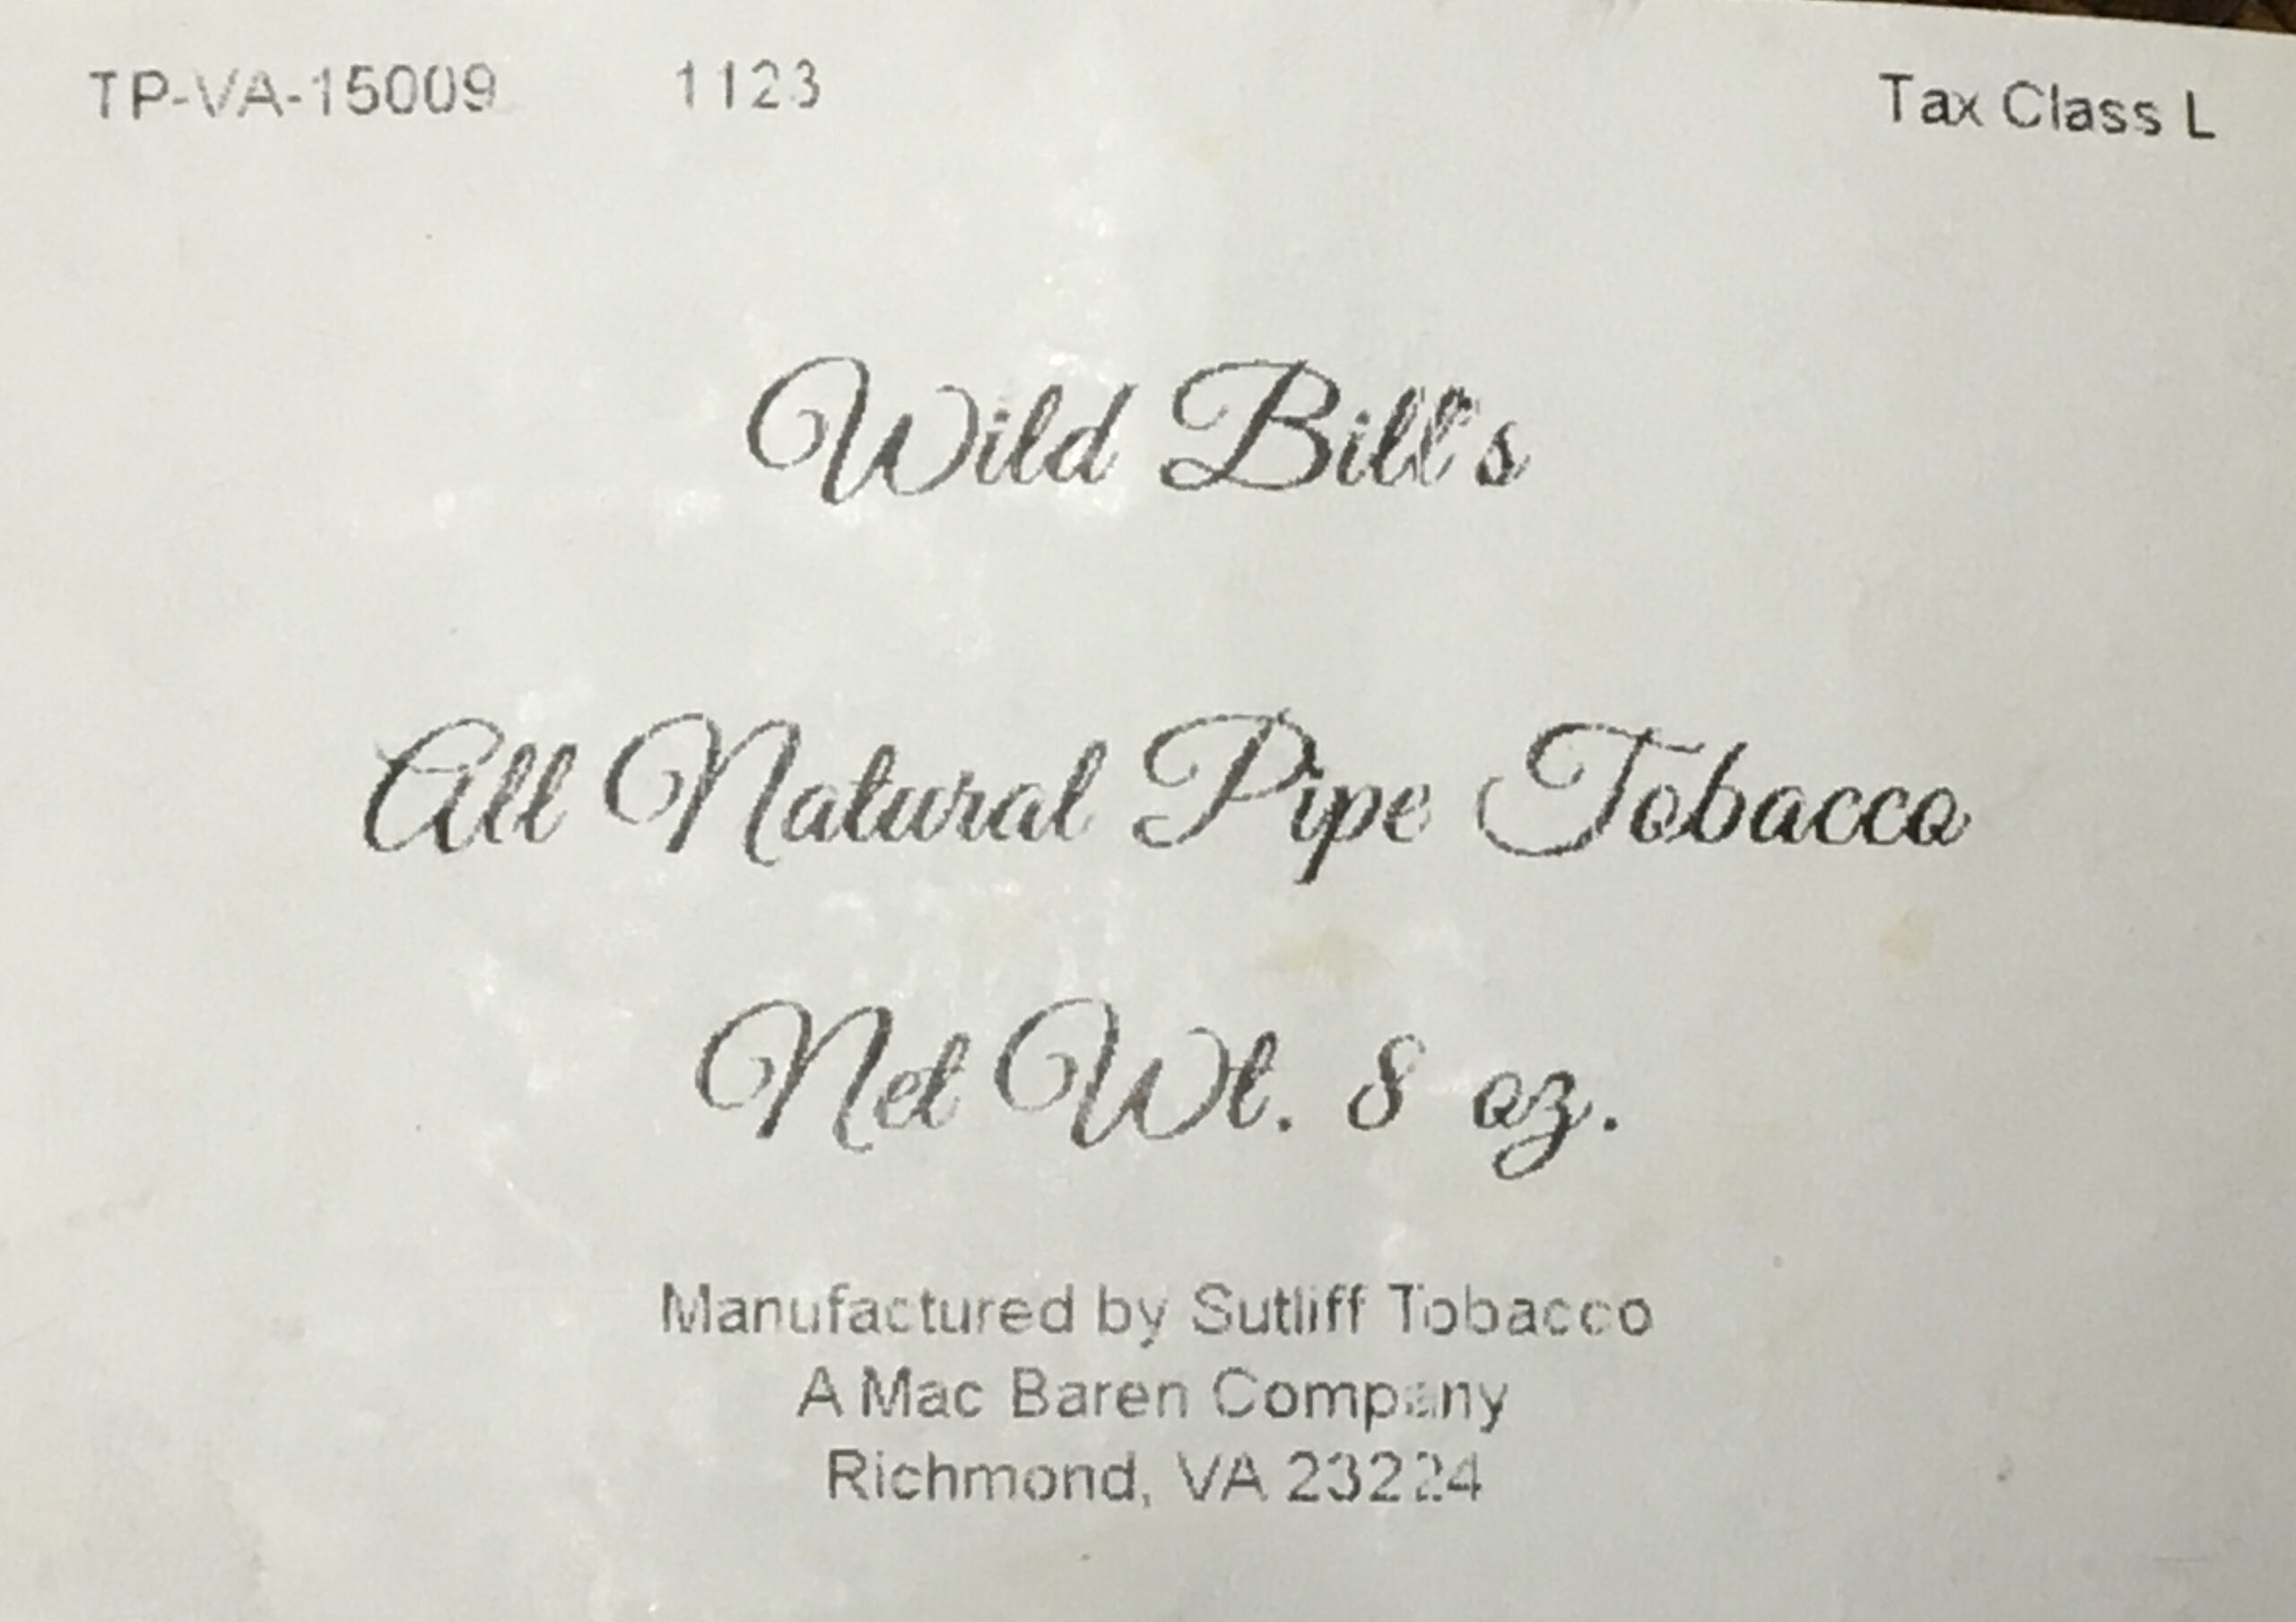 TP-VA-15009 1123 Tax Class L
Wild Bill's
All Natural Pipe Tobacco
Net Wt. 8 oz.
Manufactured by Sutliff Tobacco
A Mac Baren Company
Richmond, VA 23224